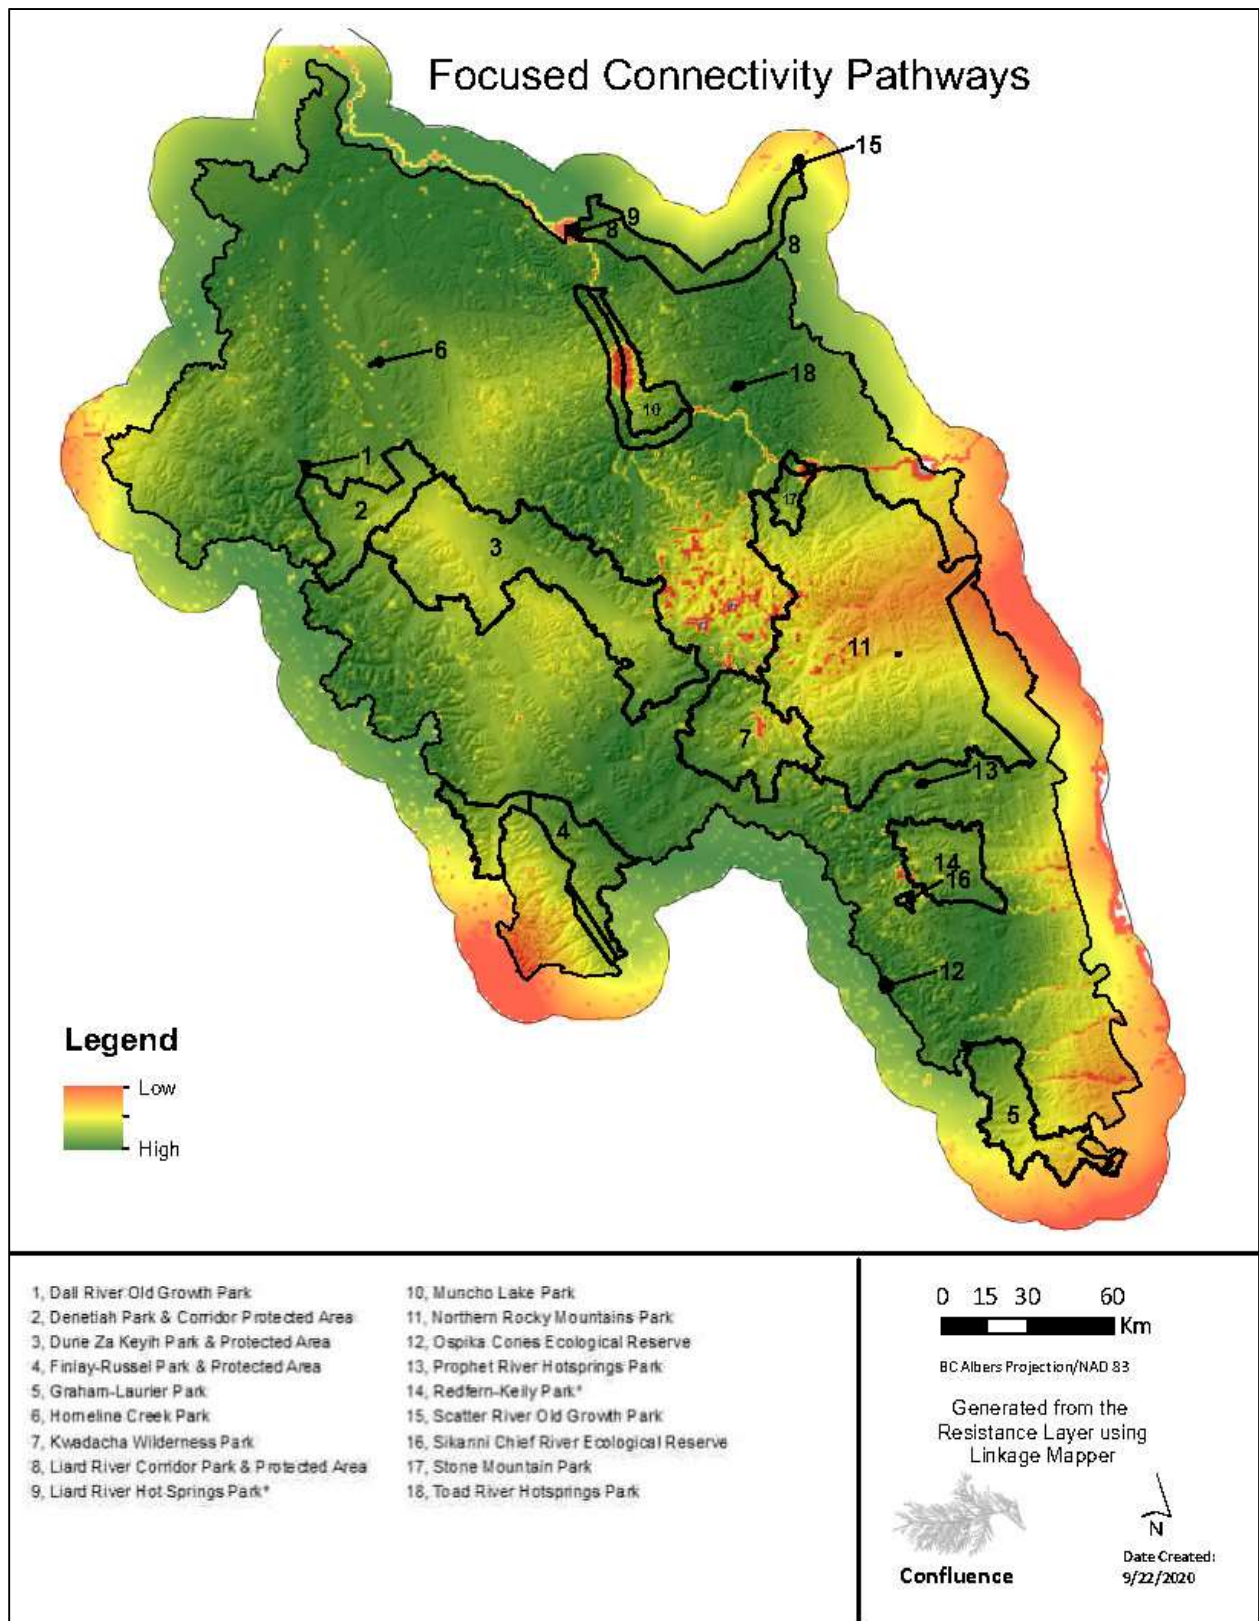 Focused Connectivity Pathways
15
9
8
8
6
18
10
1
17
2
3
11
7
13
4
14
16
12
5
Legend
Low
High
1, Dall River Old Growth Park
2, Denetiah Park & Corridor Protected Area
3, Dune Za Keyih Park & Protected Area
4, Finlay-Russel Park & Protected Area
5, Graham-Laurier Park
6, Horneline Creek Park
7, Kwadacha Wilderness Park
8, Liard River Corridor Park & Protected Area
9, Liard River Hot Springs Park*
10, Muncho Lake Park
11, Northern Rocky Mountains Park
12, Ospika Cones Ecological Reserve
13, Prophet River Hotsprings Park
14, Redfern-Keily Park*
15, Scatter River Old Growth Park
16, Sikanni Chief River Ecological Reserve
17, Stone Mountain Park
18, Toad River Hotsprings Park
0 15 30 60
Km
BC Albers Projection/NAD 83
Generated from the
Resistance Layer using
Linkage Mapper
N
Confluence
Date Created:
9/22/2020